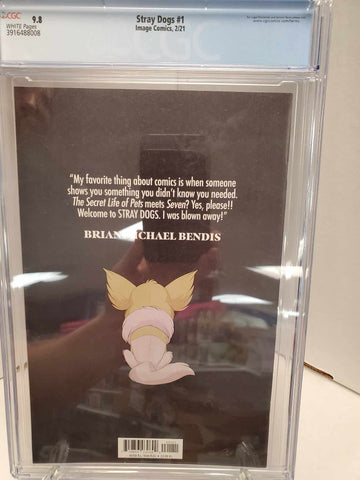 CGC
9.8
WHITE Pages
3916488008
Stray Dogs #1
Image Comics, 2/21
"My favorite thing about comics is when someone
shows you something you didn't know you needed.
The Secret Life of Pets meets Seven? Yes, please!!
Welcome to STRAY DOGS. I was blown away!"
BRIAN MICHAEL BENDIS